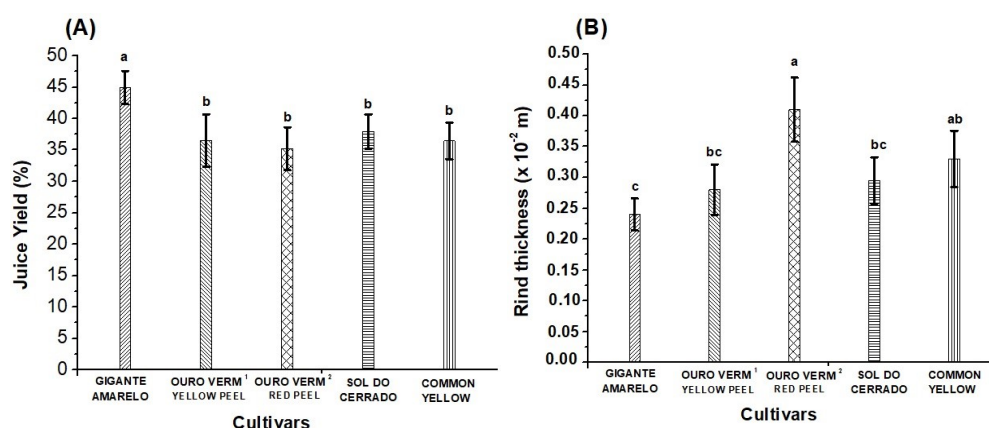 (A)
Juice Yield (%)
50
45
40
35
30
25
20
15
10
5
0
a
b
b
b
b
GIGANTE
AMARELO
OURO VERM ¹
YELLOW PEEL
OURO VERM ²
RED PEEL
SOL DO
CERRADO
COMMON
YELLOW
Cultivars
(B)
Rind thickness (x 10⁻² m)
0.50
0.45
0.40
0.35
0.30
0.25
0.20
0.15
0.10
0.05
0.00
c
bc
a
bc
ab
GIGANTE
AMARELO
OURO VERM ¹
YELLOW PEEL
OURO VERM ²
RED PEEL
SOL DO
CERRADO
COMMON
YELLOW
Cultivars